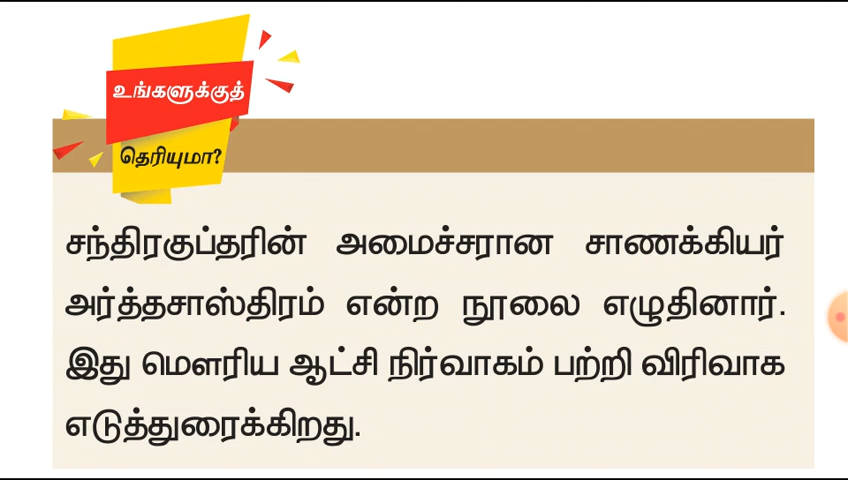 உங்களுக்குத்
தெரியுமா?
சந்திரகுப்தரின் அமைச்சரான சாணக்கியர்
அர்த்தசாஸ்திரம் என்ற நூலை எழுதினார்.
இது மௌரிய ஆட்சி நிர்வாகம் பற்றி விரிவாக
எடுத்துரைக்கிறது.